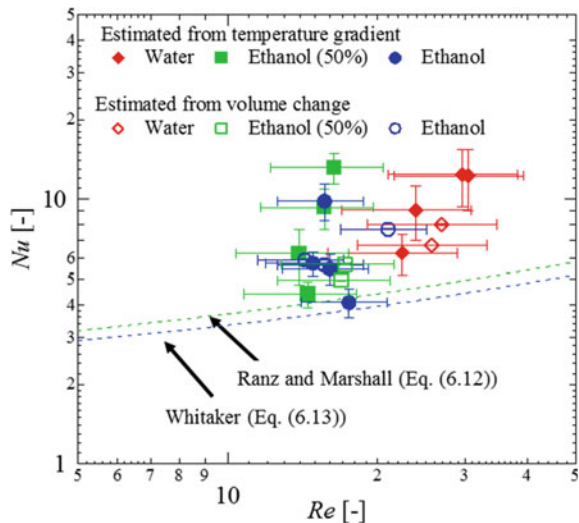 5
4
3
2
10
6
5
4
3
2
1
Nu [-]
Estimated from temperature gradient
Water Ethanol (50%) Ethanol
Estimated from volume change
Water Ethanol (50%) Ethanol
Ranz and Marshall (Eq. (6.12))
Whitaker (Eq. (6.13))
5 6 7 8 9 10 2 3 4 5
Re [-]